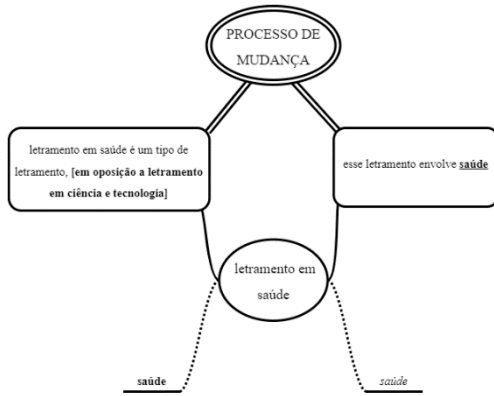 PROCESSO DE
MUDANÇA
letramento em saúde é um tipo de
letramento, [em oposição a letramento
em ciência e tecnologia]
esse letramento envolve saúde
letramento em
saúde
saúde
saúde